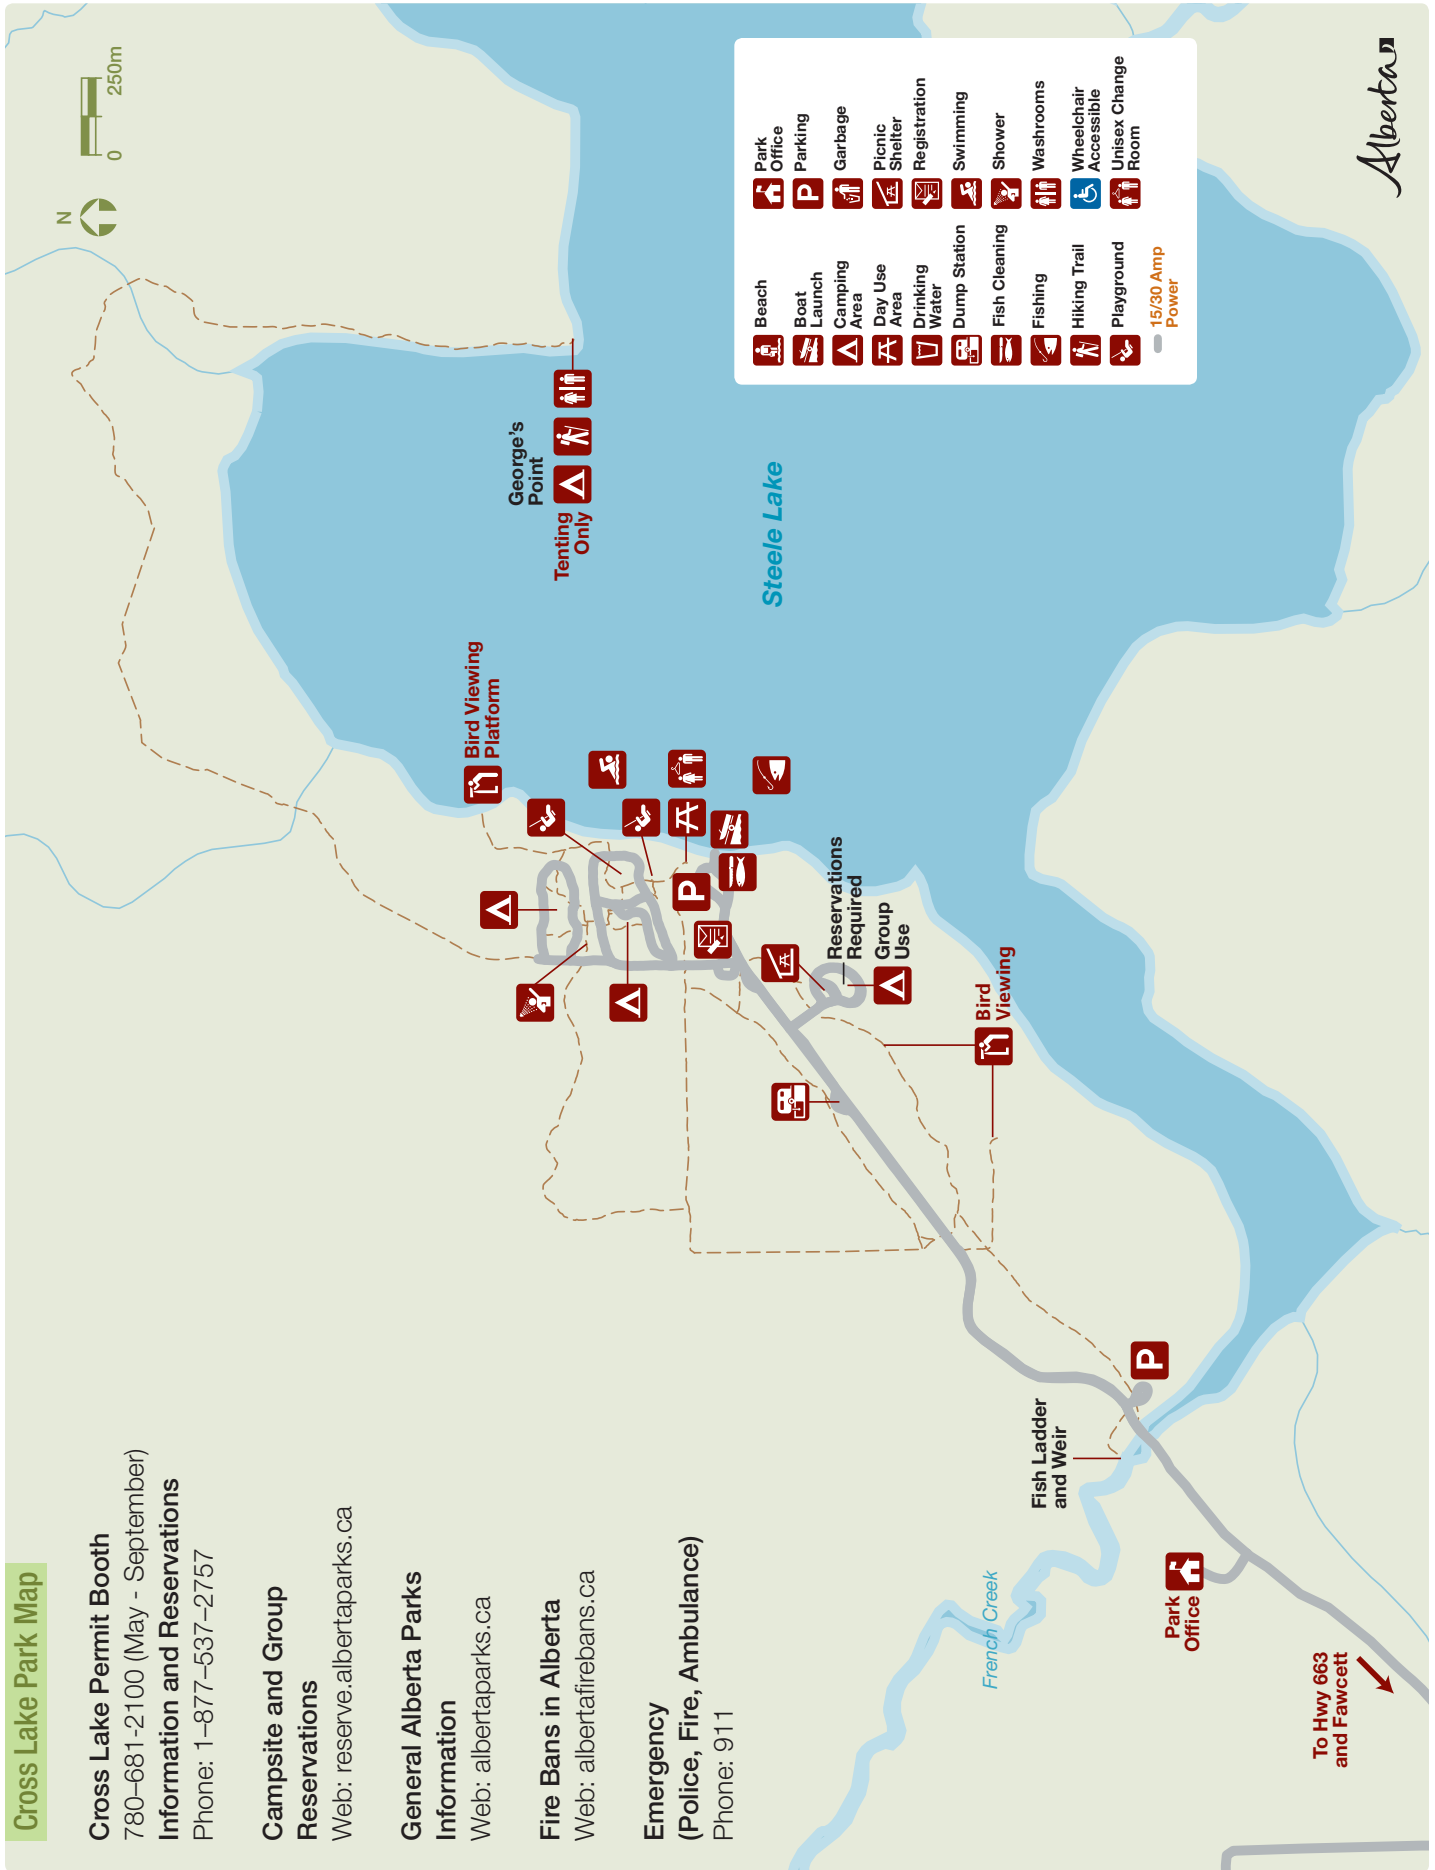 Cross Lake Park Map
Cross Lake Permit Booth
780–681-2100 (May - September)
Information and Reservations
Phone: 1–877–537–2757
Campsite and Group
Reservations
Web: reserve.albertaparks.ca
General Alberta Parks
Information
Web: albertaparks.ca
Fire Bans in Alberta
Web: albertafirebans.ca
Emergency
(Police, Fire, Ambulance)
Phone: 911
N
0
250m
George's
Point
Tenting
Only
Bird Viewing
Platform
Steele Lake
P
Reservations
Required
Group
Use
Bird
Viewing
P
Fish Ladder
and Weir
French Creek
Park
Office
To Hwy 663
and Fawcett
Beach
Boat
Launch
Camping
Area
Day Use
Area
Drinking
Water
Dump Station
Fish Cleaning
Fishing
Hiking Trail
Playground
15/30 Amp
Power
Park
Office
P
Parking
Garbage
Picnic
Shelter
Registration
Swimming
Shower
Washrooms
Wheelchair
Accessible
Unisex Change
Room
Alberta